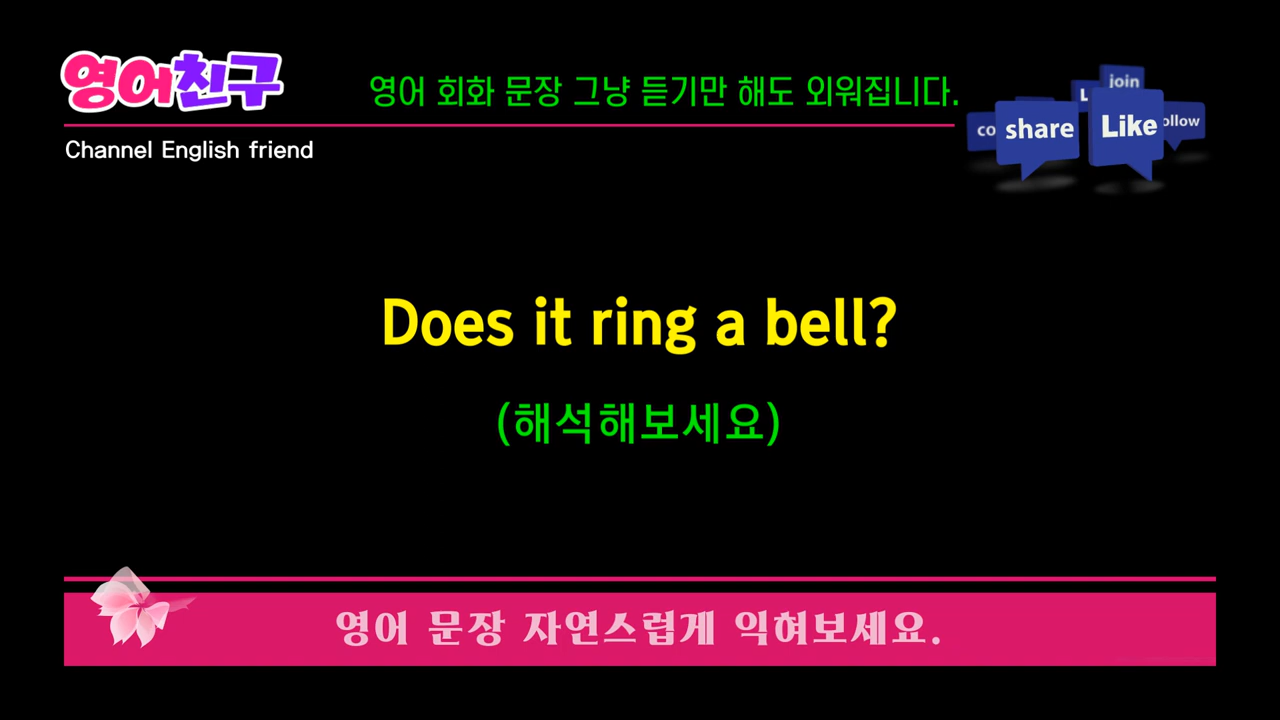 영어친구
영어 회화 문장 그냥 듣기만 해도 외워집니다.
join
L
co
share
Like
ollow
Channel English friend
Does it ring a bell?
(해석해보세요)
영어 문장 자연스럽게 익혀보세요.